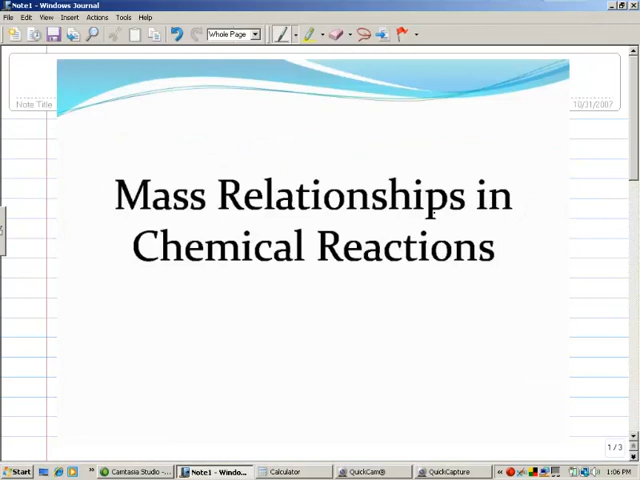 Note1 - Windows Journal
File Edit View Insert Actions Tools Help
Whole Page
Note Title
10/31/2007
Mass Relationships in
Chemical Reactions
1/3
Start
Camtasia Studio - ...
Note1 - Windo...
Calculator
QuickCam®
QuickCapture
1:06 PM